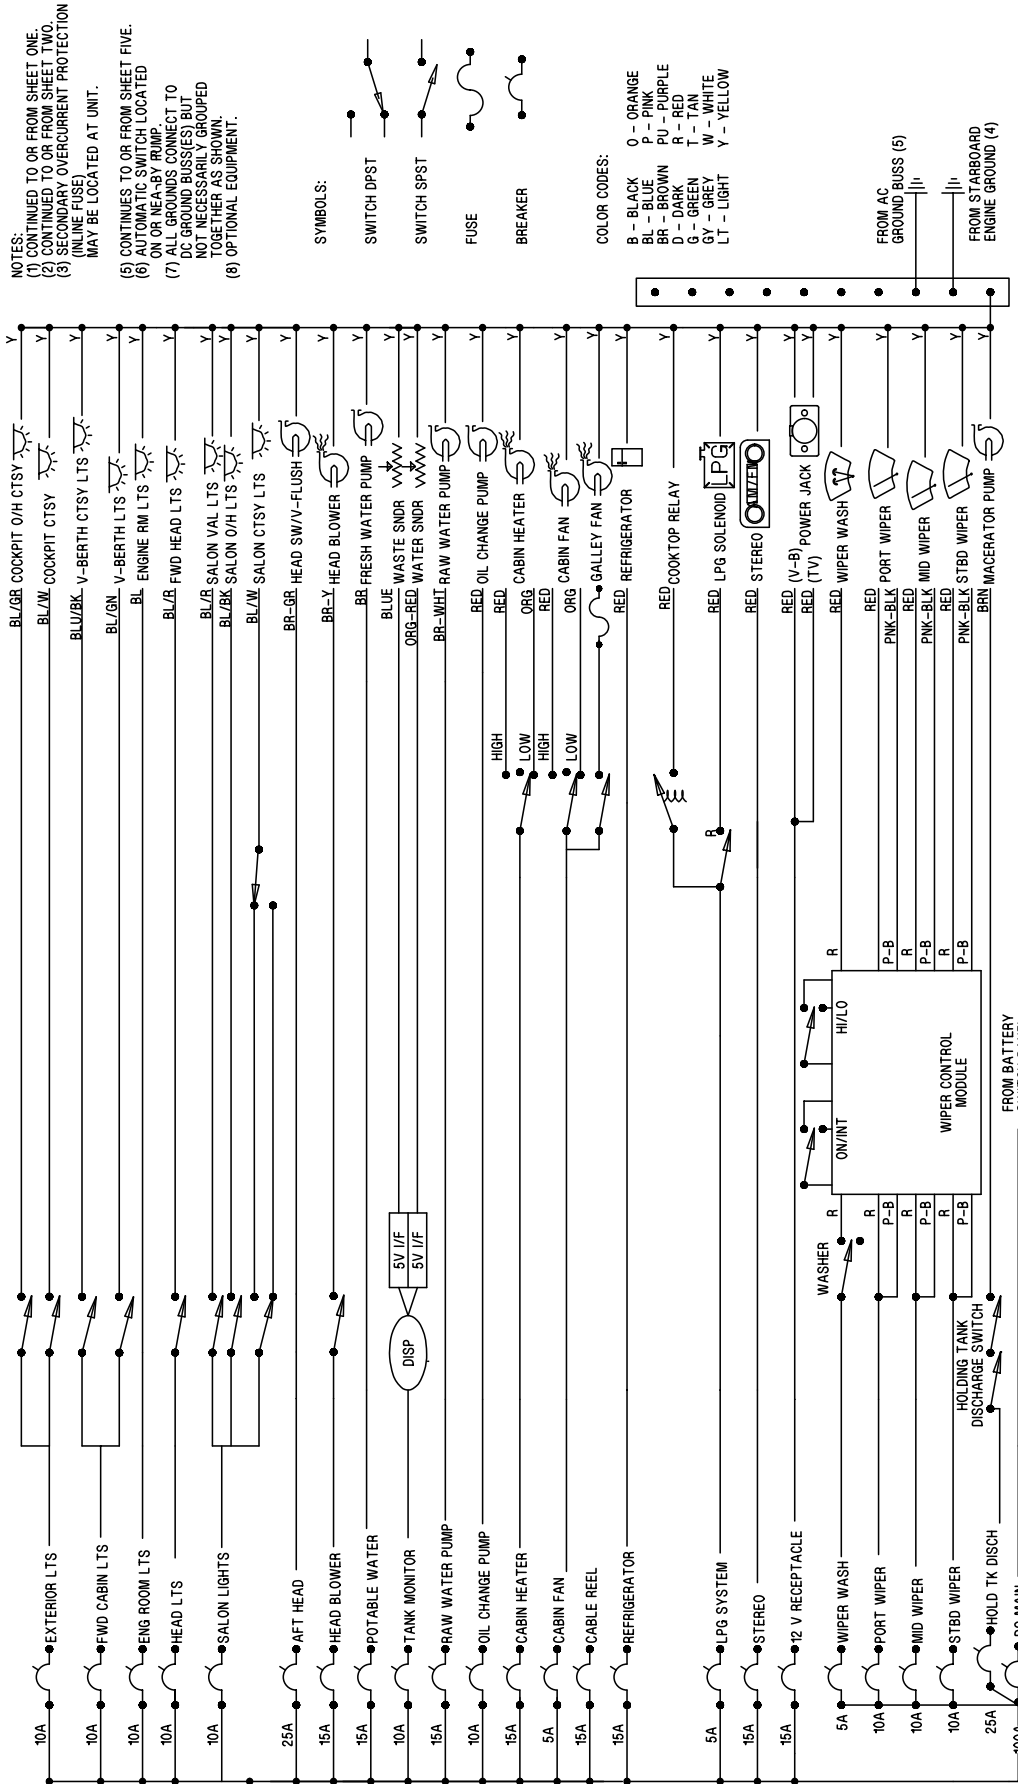 NOTES:
(1) CONTINUED TO OR FROM SHEET ONE.
(2) CONTINUED TO OR FROM SHEET TWO.
(3) SECONDARY OVERCURRENT PROTECTION
(INLINE FUSE)
MAY BE LOCATED AT UNIT.
(5) CONTINUES TO OR FROM SHEET FIVE.
(6) AUTOMATIC SWITCH LOCATED
ON OR NEA-BY PUMP.
(7) ALL GROUNDS CONNECT TO
DC GROUND BUSS(ES) BUT
NOT NECESSARILY GROUPED
TOGETHER AS SHOWN.
(8) OPTIONAL EQUIPMENT.
SYMBOLS:
SWITCH DPST
SWITCH SPST
FUSE
BREAKER
COLOR CODES:
B - BLACK O - ORANGE
BL - BLUE P - PINK
BR - BROWN PU - PURPLE
D - DARK R - RED
G - GREEN T - TAN
GY - GREY W - WHITE
LT - LIGHT Y - YELLOW
FROM AC
GROUND BUSS (5)
FROM STARBOARD
ENGINE GROUND (4)
10A EXTERIOR LTS
BL/GR COCKPIT O/H CTSY Y
BL/W COCKPIT CTSY Y
10A FWD CABIN LTS
BLU/BK V-BERTH CTSY LTS Y
BL/GN V-BERTH LTS Y
10A ENG ROOM LTS BL ENGINE RM LTS Y
10A HEAD LTS BL/R FWD HEAD LTS Y
10A SALON LIGHTS
BL/R SALON VAL LTS Y
BL/BK SALON O/H LTS Y
BL/W SALON CTSY LTS Y
25A AFT HEAD BR-GR HEAD SW/V-FLUSH Y
15A HEAD BLOWER BR-Y HEAD BLOWER Y
15A POTABLE WATER BR FRESH WATER PUMP Y
10A TANK MONITOR DISP
5V I/F BLUE WASTE SNDR Y
5V I/F ORG-RED WATER SNDR Y
15A RAW WATER PUMP BR-WHT RAW WATER PUMP Y
10A OIL CHANGE PUMP RED OIL CHANGE PUMP Y
15A CABIN HEATER
HIGH RED CABIN HEATER Y
LOW ORG
5A CABIN FAN
HIGH RED CABIN FAN Y
LOW ORG
15A CABLE REEL
GALLEY FAN Y
15A REFRIGERATOR RED REFRIGERATOR Y
RED COOKTOP RELAY Y
5A LPG SYSTEM R RED LPG SOLENOID LPG Y
15A STEREO RED STEREO AM/FM Y
15A 12 V RECEPTACLE
RED (V-B) POWER JACK Y
RED (TV) Y
5A WIPER WASH WASHER R R RED WIPER WASH Y
ON/INT HI/LO
WIPER CONTROL
MODULE
10A PORT WIPER R R RED PORT WIPER Y
P-B P-B PNK-BLK
10A MID WIPER R R RED MID WIPER Y
P-B P-B PNK-BLK
10A STBD WIPER R R RED STBD WIPER Y
P-B P-B PNK-BLK
HOLDING TANK
DISCHARGE SWITCH
25A HOLD TK DISCH BRN MACERATOR PUMP Y
FROM BATTERY